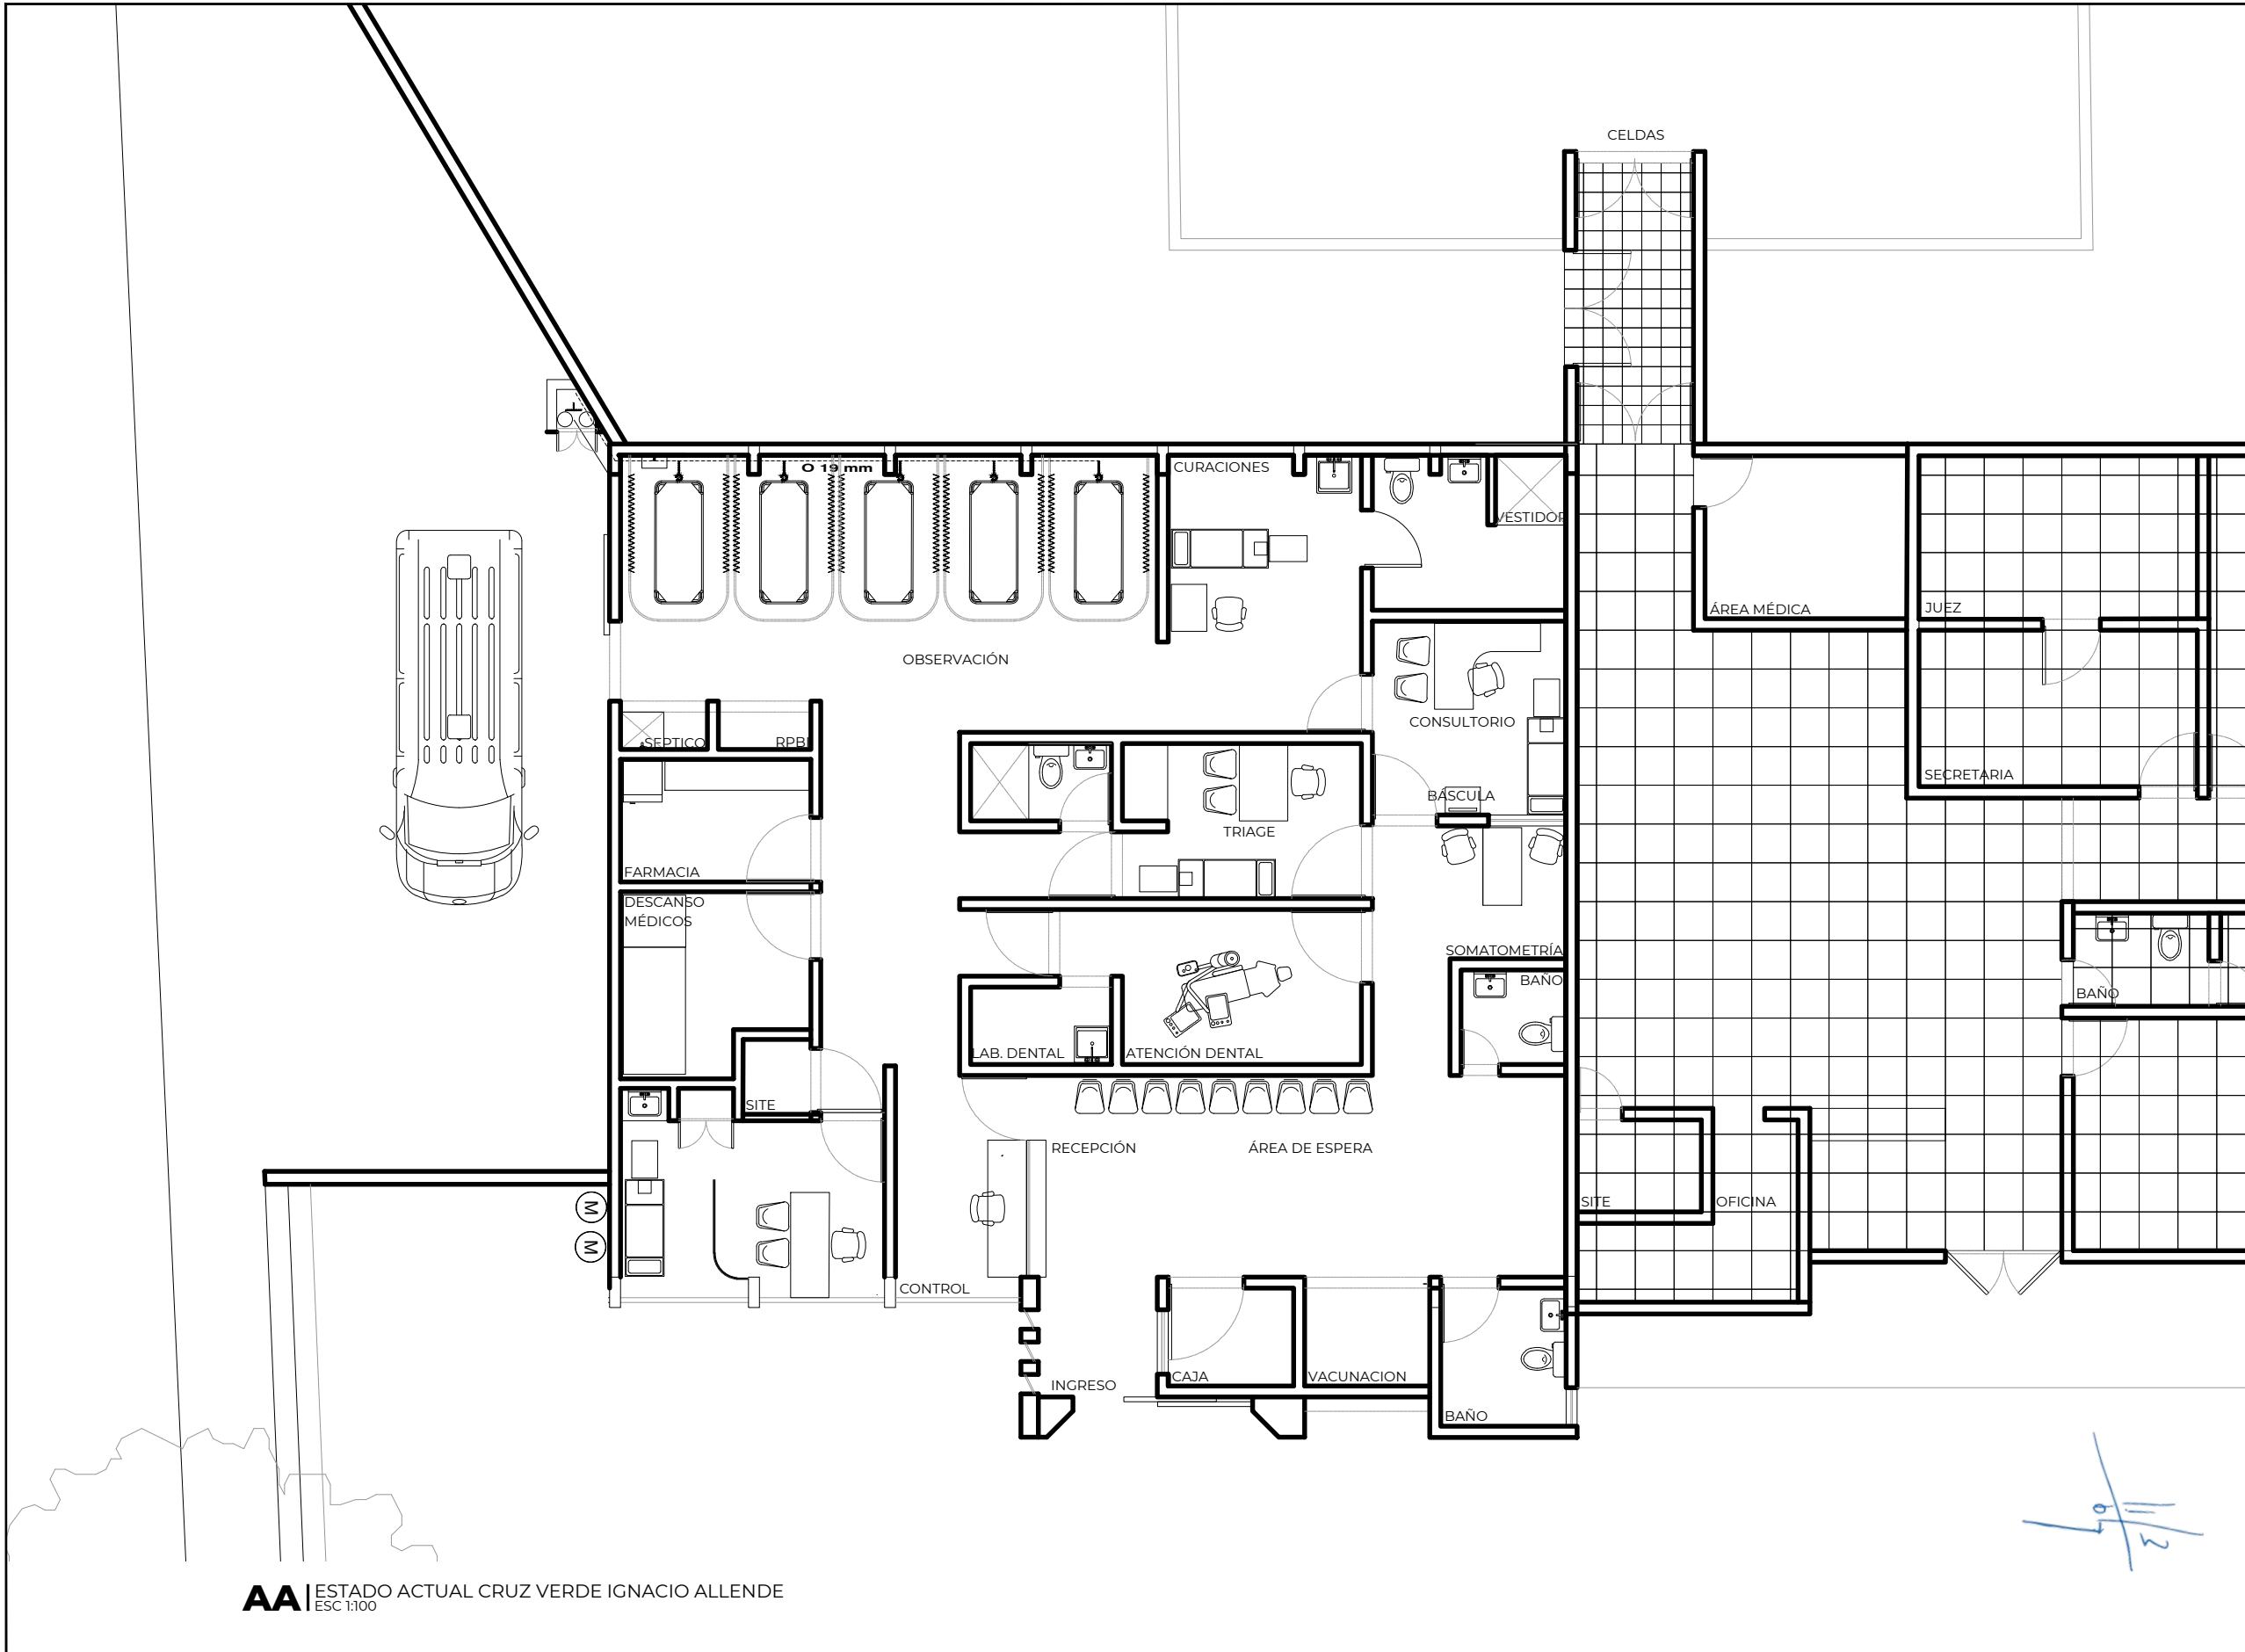 CELDAS
O 19 mm
CURACIONES
VESTIDOR
ÁREA MÉDICA
JUEZ
OBSERVACIÓN
CONSULTORIO
SEPTICO
RPBI
SECRETARIA
BÁSCULA
TRIAGE
FARMACIA
DESCANSO
MÉDICOS
SOMATOMETRÍA
BAÑO
BAÑO
LAB. DENTAL
ATENCIÓN DENTAL
SITE
RECEPCIÓN
ÁREA DE ESPERA
SITE
OFICINA
M
M
CONTROL
INGRESO
CAJA
VACUNACION
BAÑO
AA
ESTADO ACTUAL CRUZ VERDE IGNACIO ALLENDE
ESC 1:100